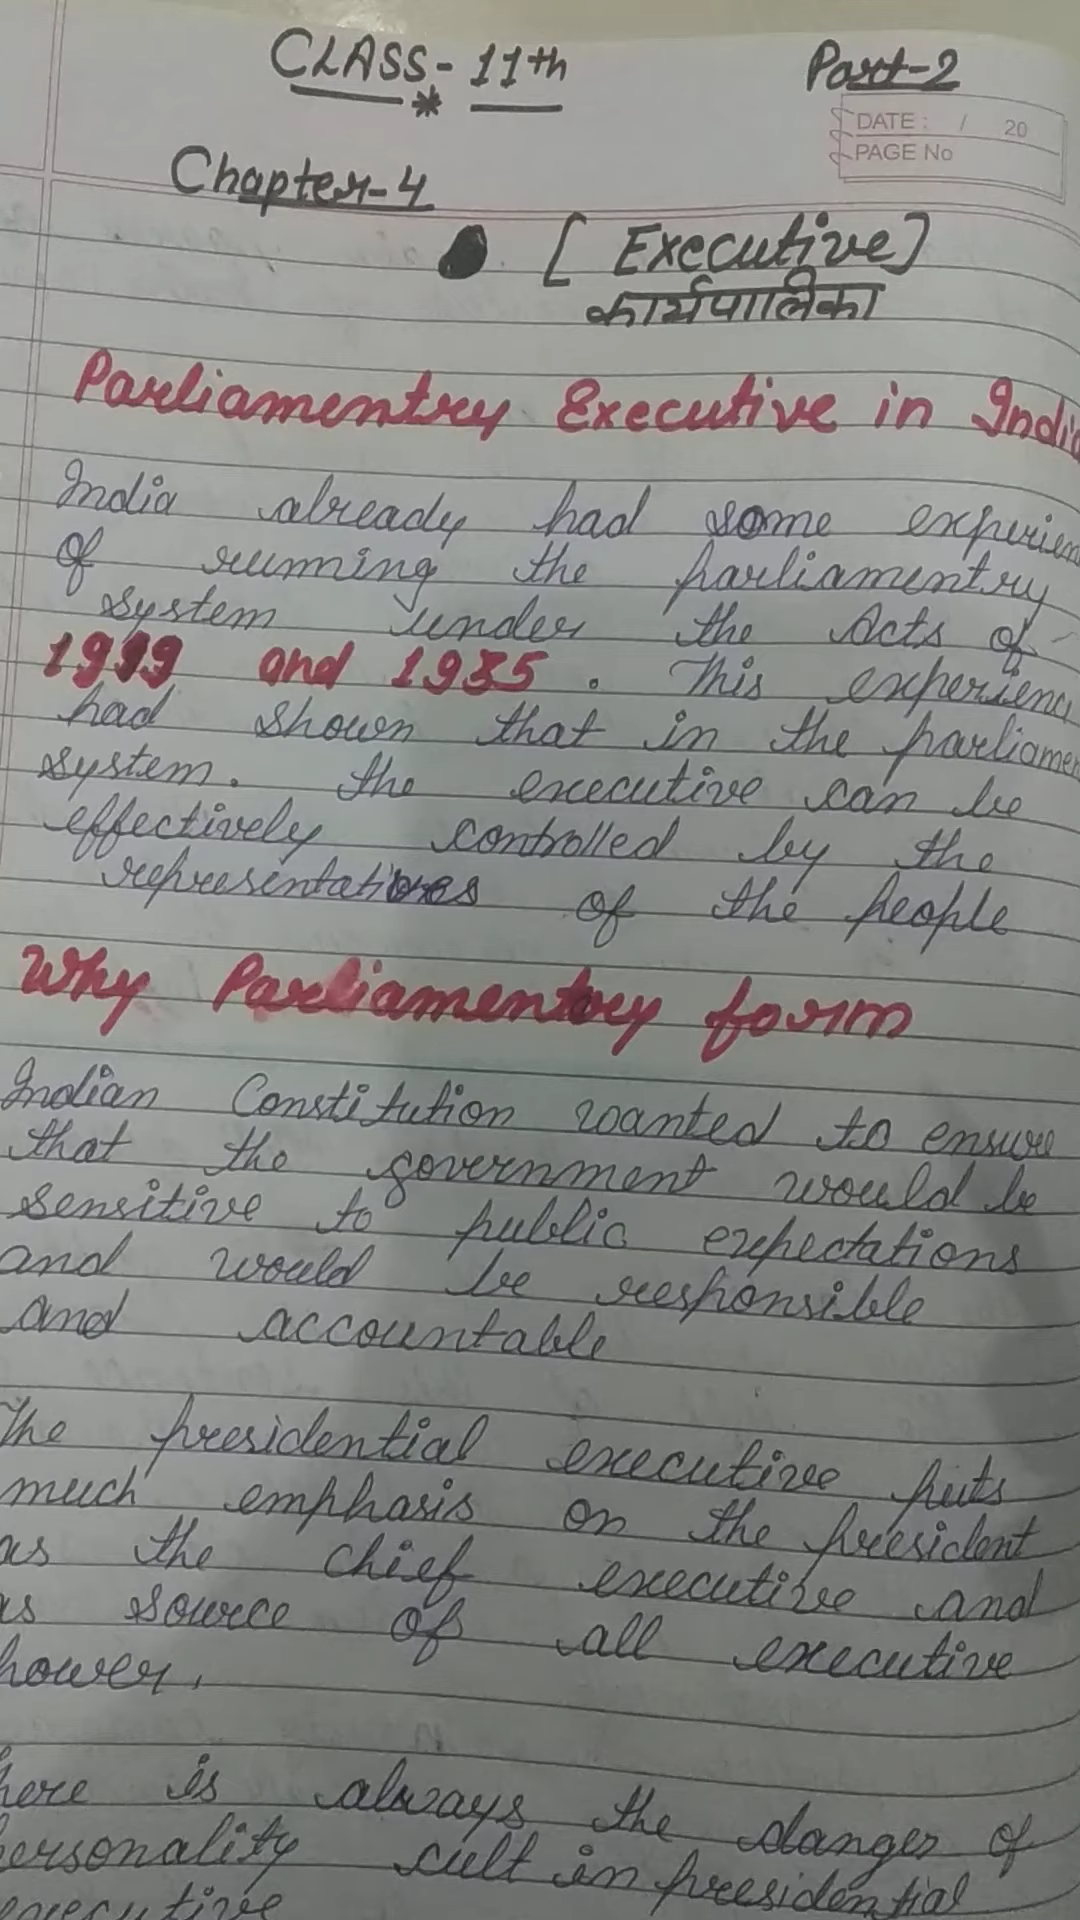 CLASS - 11th
Part-2
DATE : / 20
PAGE No
Chapter-4
[ Executive ]
कार्यपालिका
Parliamentry Executive in India
India already had some experien
of running the parliamentry
system under the Acts of
1919 and 1935 . This experienc
had shown that in the parliamen
system. the executive can be
effectively controlled by the
representatives of the people
Why Parliamentory form
Indian Constitution wanted to ensure
that the government would be
sensitive to public expectations
and would be responsible
and accountable
The presidential executive puts
much emphasis on the president
as the chief executive and
as source of all executive
power.
here is always the danger of
personality cult in presidential
executive